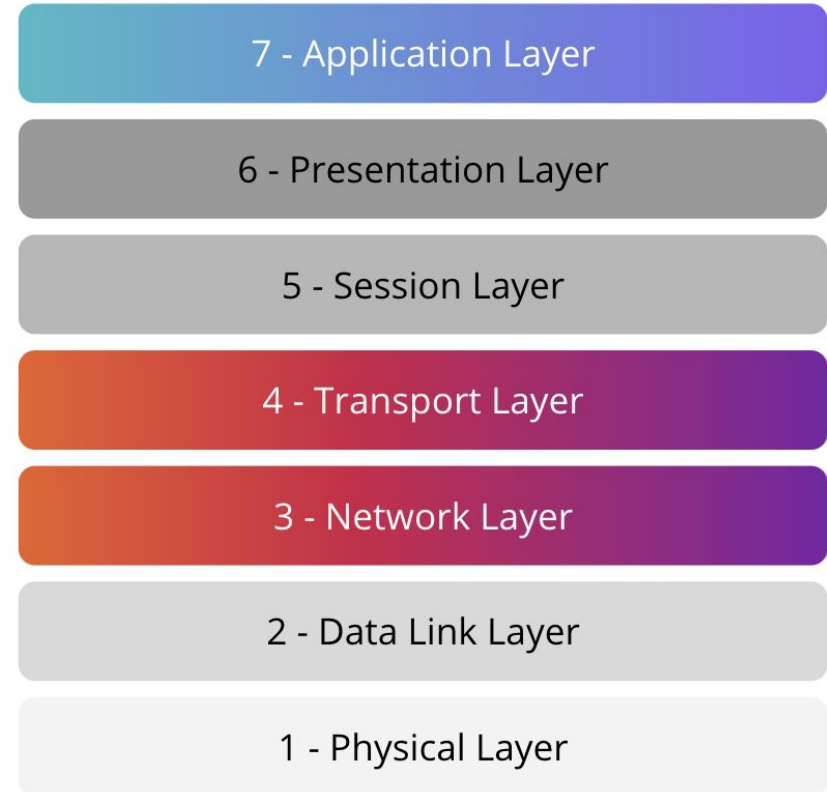 7 - Application Layer
6 - Presentation Layer
5 - Session Layer
4 - Transport Layer
3 - Network Layer
2 - Data Link Layer
1 - Physical Layer